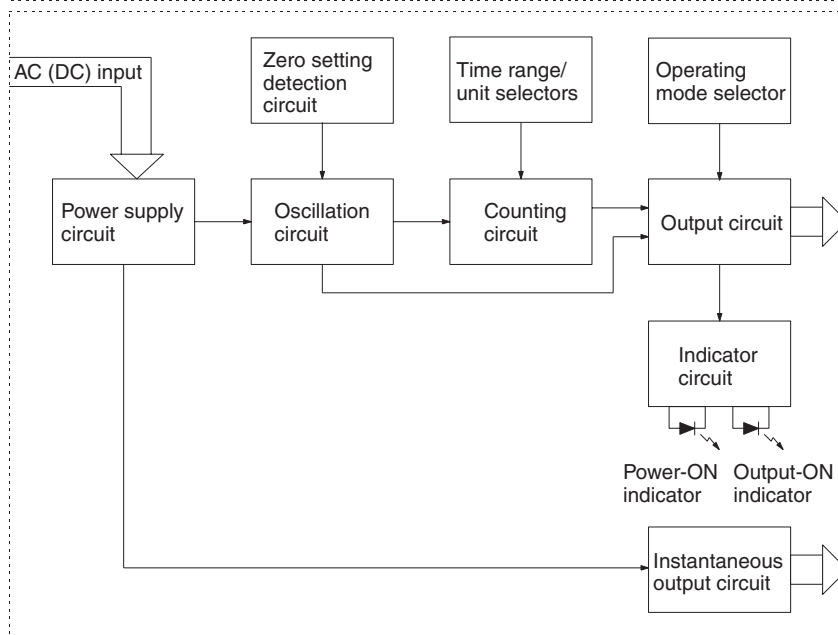 AC (DC) input
Zero setting
detection
circuit
Time range/
unit selectors
Operating
mode selector
Power supply
circuit
Oscillation
circuit
Counting
circuit
Output circuit
Indicator
circuit
Power-ON
indicator
Output-ON
indicator
Instantaneous
output circuit